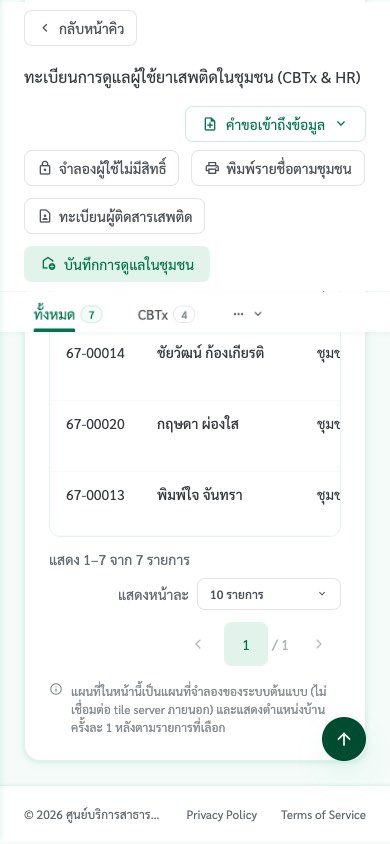 กลับหน้าคิว
ทะเบียนการดูแลผู้ใช้ยาเสพติดในชุมชน (CBTx & HR)
คำขอเข้าถึงข้อมูล
จำลองผู้ใช้ไม่มีสิทธิ์
พิมพ์รายชื่อตามชุมชน
ทะเบียนผู้ติดสารเสพติด
บันทึกการดูแลในชุมชน
ทั้งหมด 7 CBTx 4 ...
67-00014 ชัยวัฒน์ ก้องเกียรติ ชุมช
67-00020 กฤษดา ผ่องใส ชุมช
67-00013 พิมพ์ใจ จันทรา ชุมช
แสดง 1–7 จาก 7 รายการ
แสดงหน้าละ 10 รายการ
1 / 1
แผนที่ในหน้านี้เป็นแผนที่จำลองของระบบต้นแบบ (ไม่
เชื่อมต่อ tile server ภายนอก) และแสดงตำแหน่งบ้าน
ครั้งละ 1 หลังตามรายการที่เลือก
© 2026 ศูนย์บริการสาธาร... Privacy Policy Terms of Service